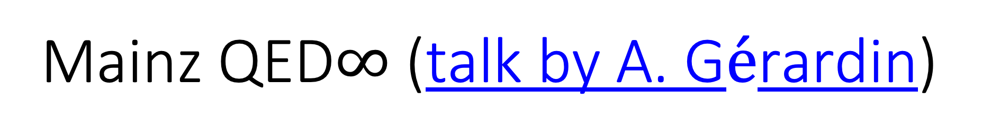 Mainz QED∞ (talk by A. Gérardin)